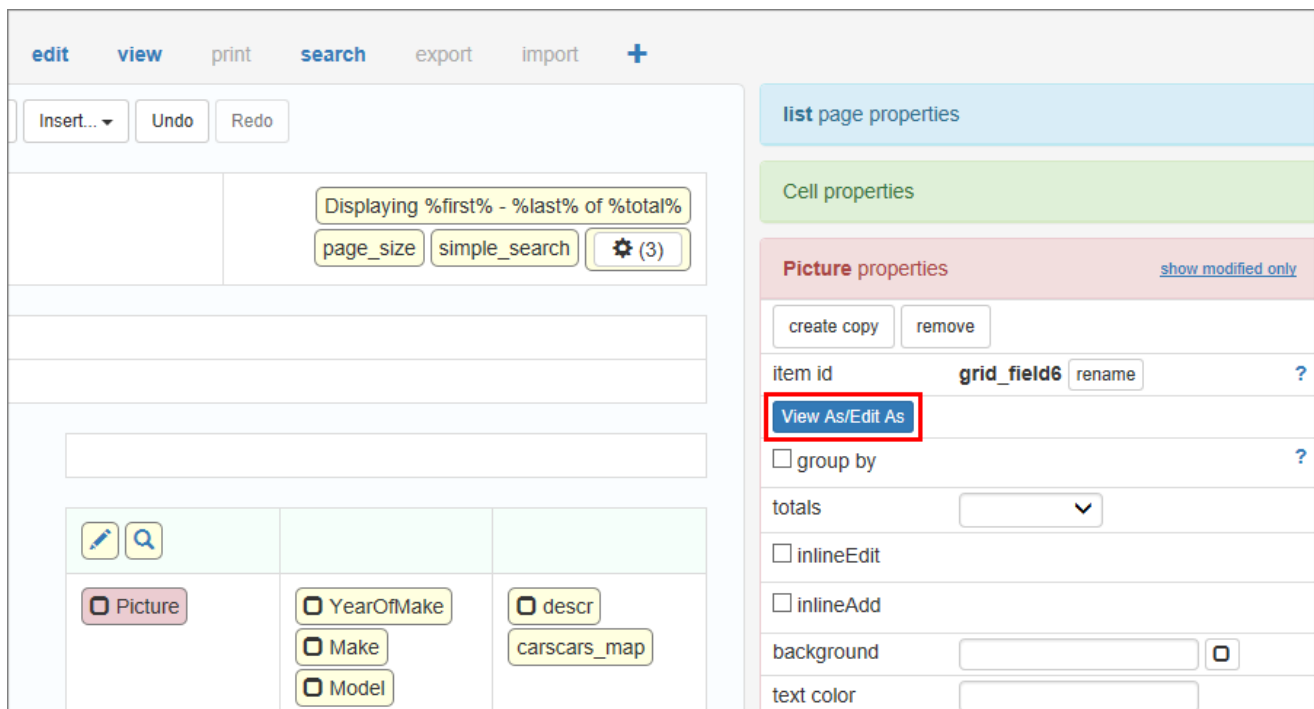 edit view print search export import +
Insert... Undo Redo
Displaying %first% - %last% of %total%
page_size simple_search (3)
Picture YearOfMake descr
Make carscars_map
Model
list page properties
Cell properties
Picture properties show modified only
create copy remove
item id grid_field6 rename ?
View As/Edit As
group by ?
totals
inlineEdit
inlineAdd
background
text color